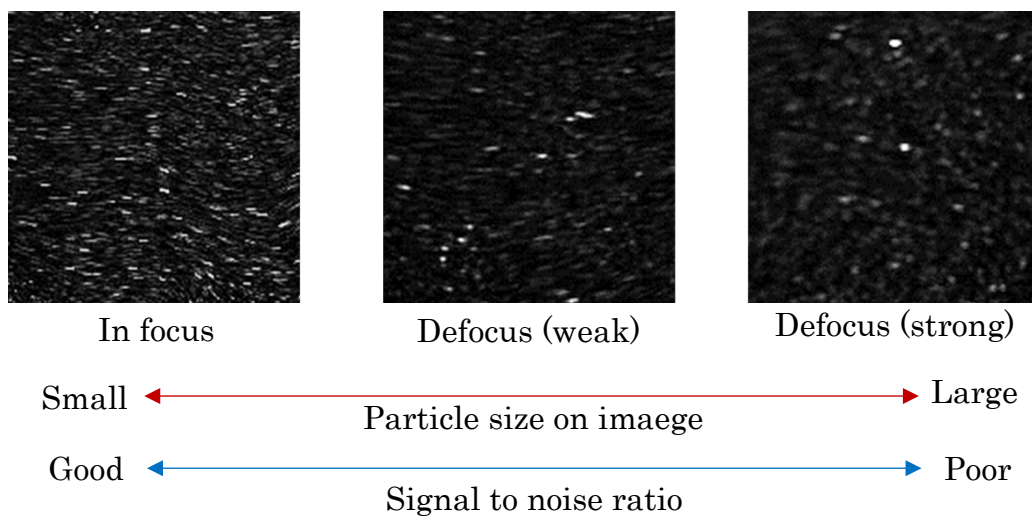 In focus
Defocus (weak)
Defocus (strong)
Small
Large
Particle size on imaege
Good
Poor
Signal to noise ratio